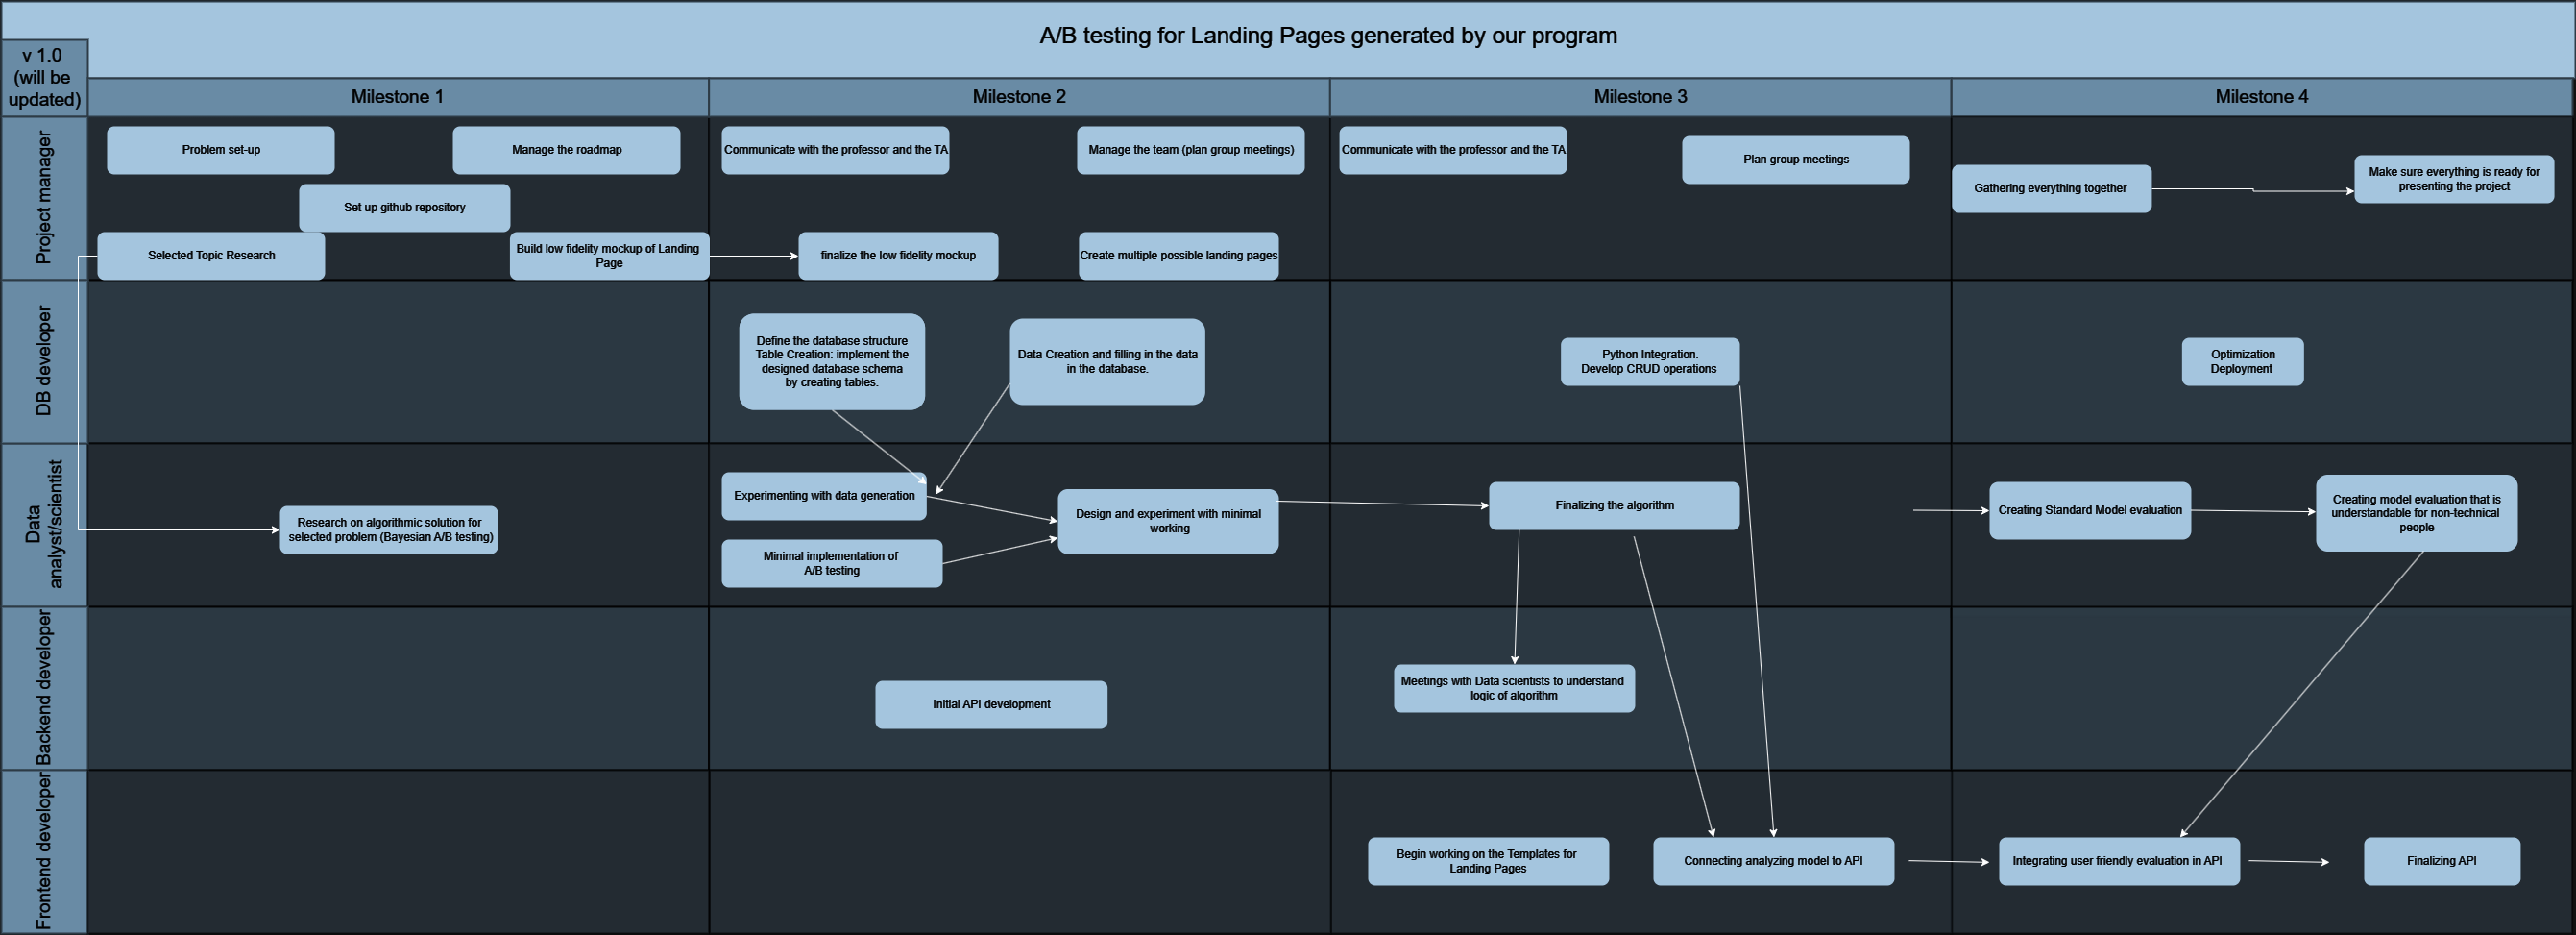 A/B testing for Landing Pages generated by our program
v 1.0
(will be
updated)
Milestone 1
Milestone 2
Milestone 3
Milestone 4
Project manager
Problem set-up
Manage the roadmap
Set up github repository
Selected Topic Research
Build low fidelity mockup of Landing
Page
Communicate with the professor and the TA
Manage the team (plan group meetings)
finalize the low fidelity mockup
Create multiple possible landing pages
Communicate with the professor and the TA
Plan group meetings
Gathering everything together
Make sure everything is ready for
presenting the project
DB developer
Define the database structure
Table Creation: implement the
designed database schema
by creating tables.
Data Creation and filling in the data
in the database.
Python Integration.
Develop CRUD operations
Optimization
Deployment
Data
analyst/scientist
Research on algorithmic solution for
selected problem (Bayesian A/B testing)
Experimenting with data generation
Minimal implementation of
A/B testing
Design and experiment with minimal
working
Finalizing the algorithm
Creating Standard Model evaluation
Creating model evaluation that is
understandable for non-technical
people
Backend developer
Initial API development
Meetings with Data scientists to understand
logic of algorithm
Frontend developer
Begin working on the Templates for
Landing Pages
Connecting analyzing model to API
Integrating user friendly evaluation in API
Finalizing API